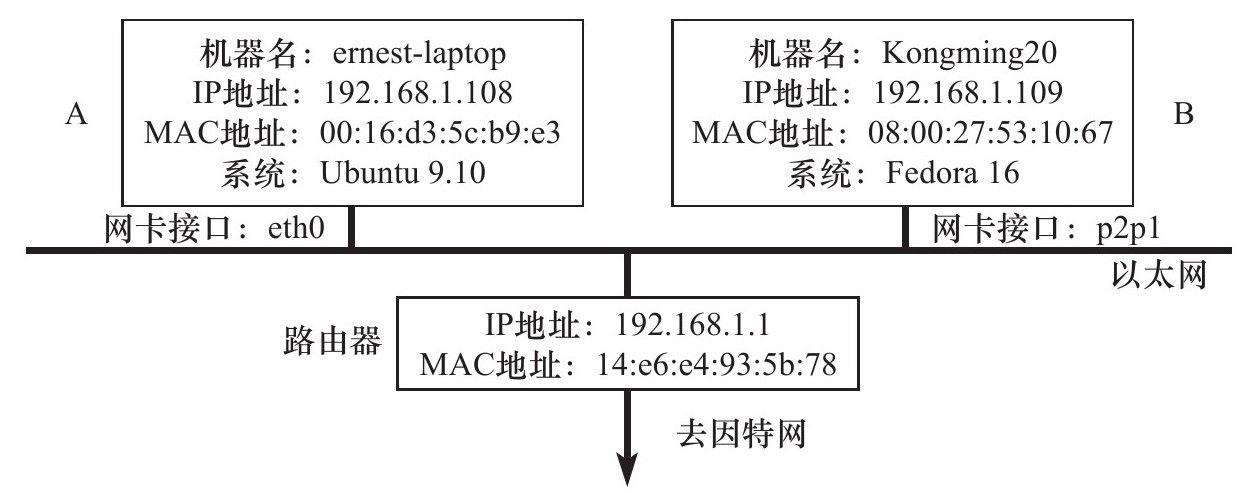 A
机器名：ernest-laptop
IP地址：192.168.1.108
MAC地址：00:16:d3:5c:b9:e3
系统：Ubuntu 9.10
网卡接口：eth0
机器名：Kongming20
IP地址：192.168.1.109
MAC地址：08:00:27:53:10:67
系统：Fedora 16
B
网卡接口：p2p1
以太网
路由器
IP地址：192.168.1.1
MAC地址：14:e6:e4:93:5b:78
去因特网